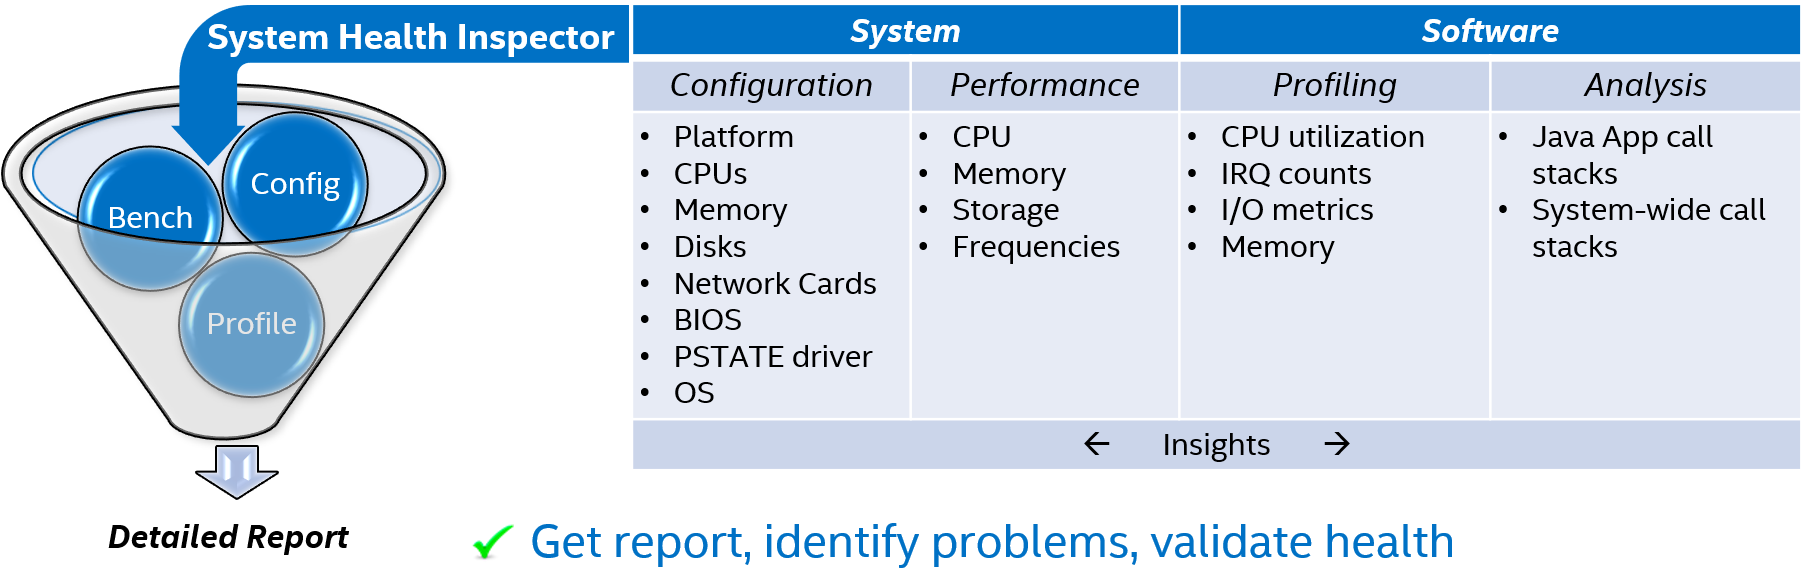 System Health Inspector
Config
Bench
Profile
Detailed Report
System
Software
Configuration
Performance
Profiling
Analysis
• Platform
• CPUs
• Memory
• Disks
• Network Cards
• BIOS
• PSTATE driver
• OS
• CPU
• Memory
• Storage
• Frequencies
• CPU utilization
• IRQ counts
• I/O metrics
• Memory
• Java App call
stacks
• System-wide call
stacks
← Insights →
Get report, identify problems, validate health